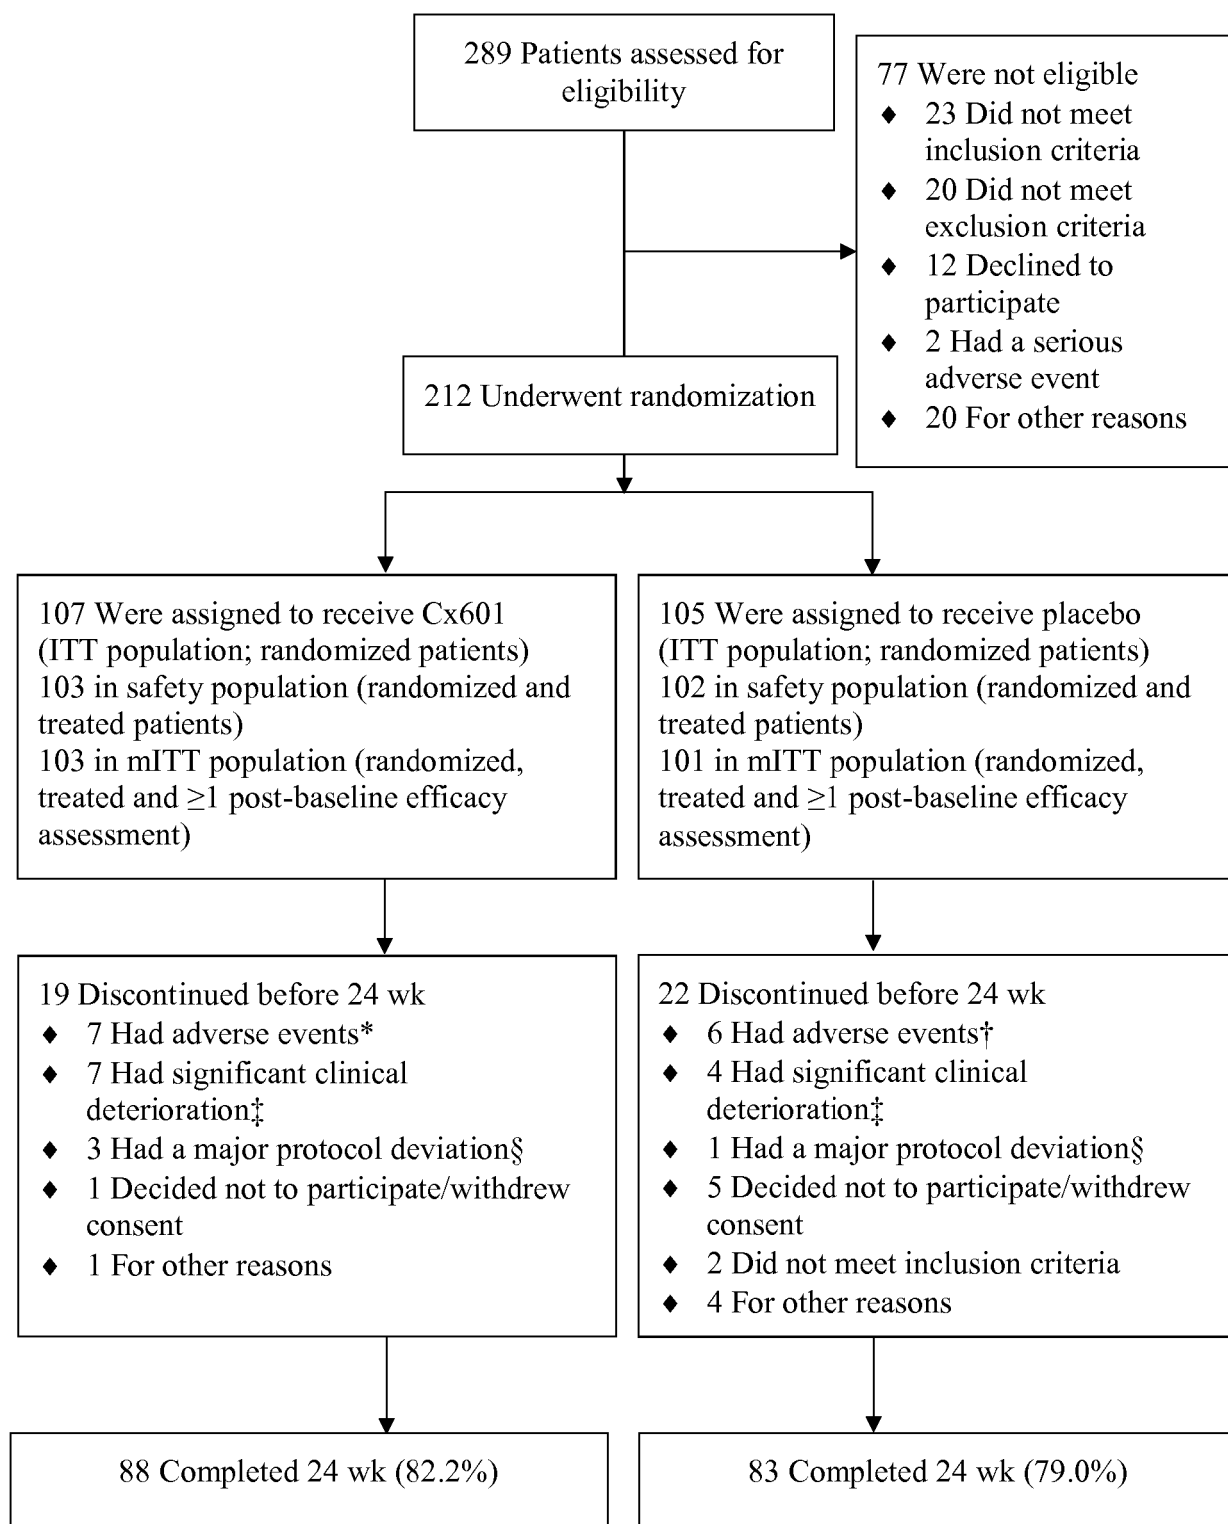 289 Patients assessed for
eligibility
77 Were not eligible
♦ 23 Did not meet
inclusion criteria
♦ 20 Did not meet
exclusion criteria
♦ 12 Declined to
participate
♦ 2 Had a serious
adverse event
♦ 20 For other reasons
212 Underwent randomization
107 Were assigned to receive Cx601
(ITT population; randomized patients)
103 in safety population (randomized and
treated patients)
103 in mITT population (randomized,
treated and ≥1 post-baseline efficacy
assessment)
105 Were assigned to receive placebo
(ITT population; randomized patients)
102 in safety population (randomized and
treated patients)
101 in mITT population (randomized,
treated and ≥1 post-baseline efficacy
assessment)
19 Discontinued before 24 wk
♦ 7 Had adverse events*
♦ 7 Had significant clinical
deterioration‡
♦ 3 Had a major protocol deviation§
♦ 1 Decided not to participate/withdrew
consent
♦ 1 For other reasons
22 Discontinued before 24 wk
♦ 6 Had adverse events†
♦ 4 Had significant clinical
deterioration‡
♦ 1 Had a major protocol deviation§
♦ 5 Decided not to participate/withdrew
consent
♦ 2 Did not meet inclusion criteria
♦ 4 For other reasons
88 Completed 24 wk (82.2%)
83 Completed 24 wk (79.0%)